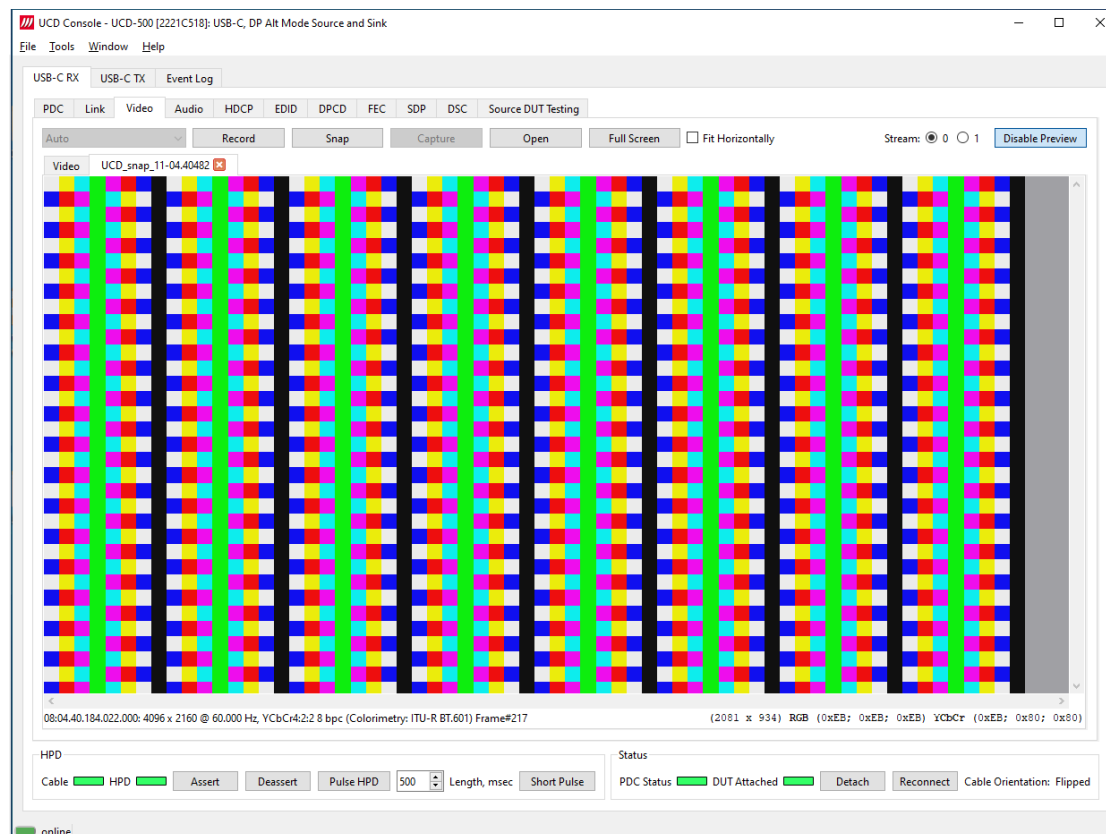 UCD Console - UCD-500 [2221C518]: USB-C, DP Alt Mode Source and Sink
File Tools Window Help
USB-C RX USB-C TX Event Log
PDC Link Video Audio HDCP EDID DPCD FEC SDP DSC Source DUT Testing
Auto Record Snap Capture Open Full Screen Fit Horizontally Stream: 0 1 Disable Preview
Video UCD_snap_11-04.40482
08:04.40.184.022.000: 4096 x 2160 @ 60.000 Hz, YCbCr4:2:2 8 bpc (Colorimetry: ITU-R BT.601) Frame#217 (2081 x 934) RGB (0xEB; 0xEB; 0xEB) YCbCr (0xEB; 0x80; 0x80)
HPD Status
Cable HPD Assert Deassert Pulse HPD 500 Length, msec Short Pulse PDC Status DUT Attached Detach Reconnect Cable Orientation: Flipped
online